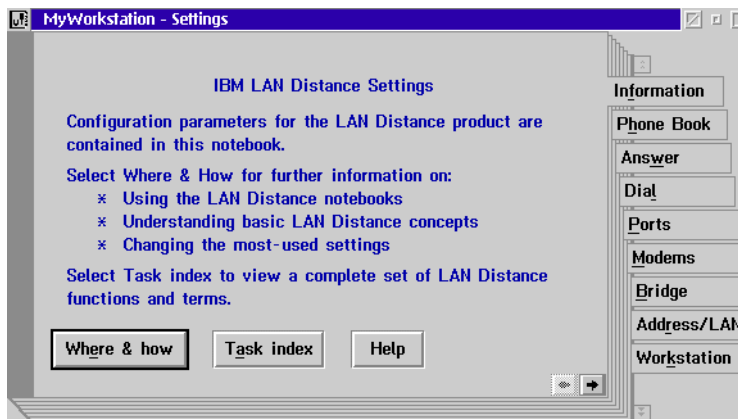 MyWorkstation - Settings
IBM LAN Distance Settings
Configuration parameters for the LAN Distance product are
contained in this notebook.
Select Where & How for further information on:
* Using the LAN Distance notebooks
* Understanding basic LAN Distance concepts
* Changing the most-used settings
Select Task index to view a complete set of LAN Distance
functions and terms.
Where & how
Task index
Help
Information
Phone Book
Answer
Dial
Ports
Modems
Bridge
Address/LAN
Workstation